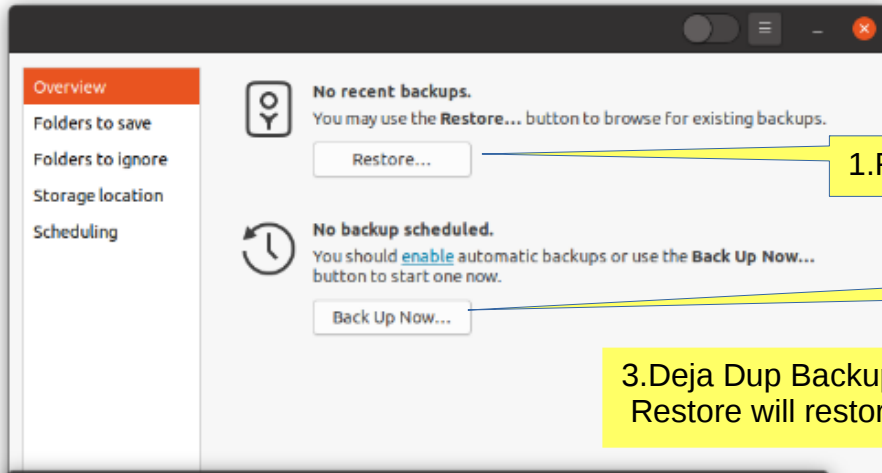 Overview
Folders to save
Folders to ignore
Storage location
Scheduling
No recent backups.
You may use the Restore... button to browse for existing backups.
Restore...
No backup scheduled.
You should enable automatic backups or use the Back Up Now...
button to start one now.
Back Up Now...
1.
3.Deja Dup
Restore will